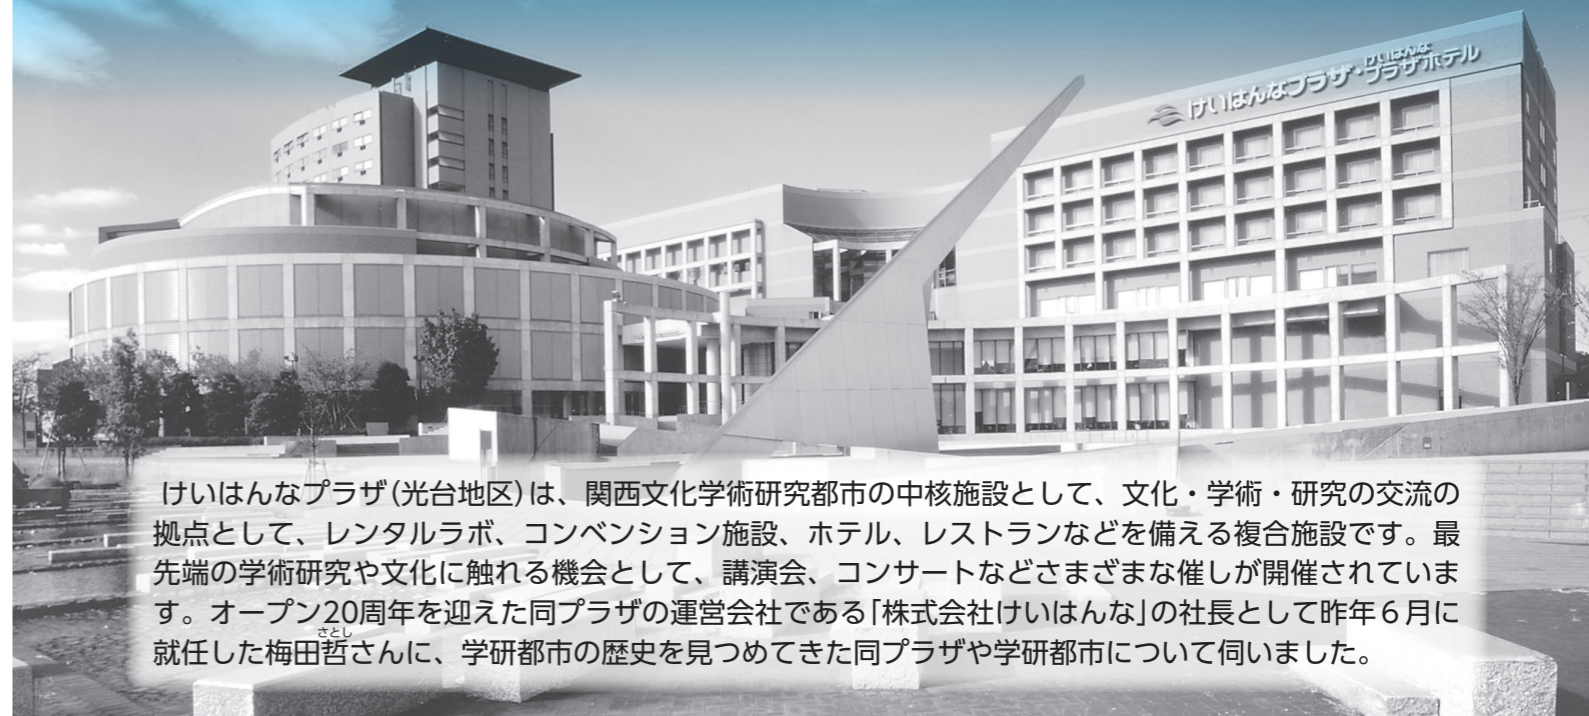 けいはんな
けいはんなプラザ・プラザホテル
けいはんなプラザ(光台地区)は、関西文化学術研究都市の中核施設として、文化・学術・研究の交流の
拠点として、レンタルラボ、コンベンション施設、ホテル、レストランなどを備える複合施設です。最
先端の学術研究や文化に触れる機会として、講演会、コンサートなどさまざまな催しが開催されていま
す。オープン20周年を迎えた同プラザの運営会社である「株式会社けいはんな」の社長として昨年６月に
さとし
就任した梅田哲さんに、学研都市の歴史を見つめてきた同プラザや学研都市について伺いました。